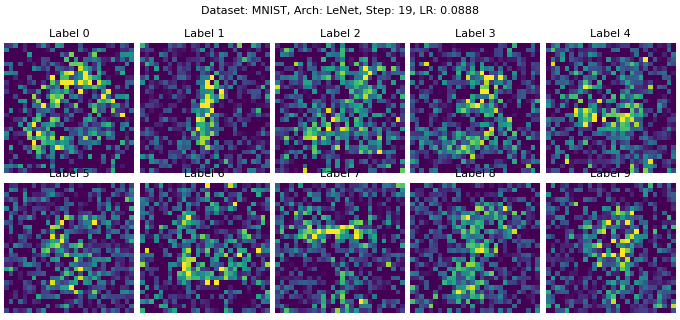 Dataset: MNIST, Arch: LeNet, Step: 19, LR: 0.0888
Label 0 Label 1 Label 2 Label 3 Label 4
Label 5 Label 6 Label 7 Label 8 Label 9